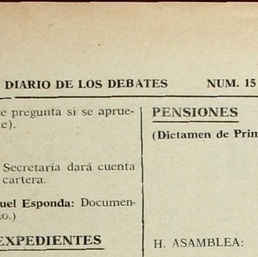 DIARIO DE LOS DEBATES NUM. 15
e pregunta si se aprue-
e).
Secretaría dará cuenta
cartera.
uel Esponda: Documen-
o.)
EXPEDIENTES
PENSIONES
(Dictamen de Prim
H. ASAMBLEA: